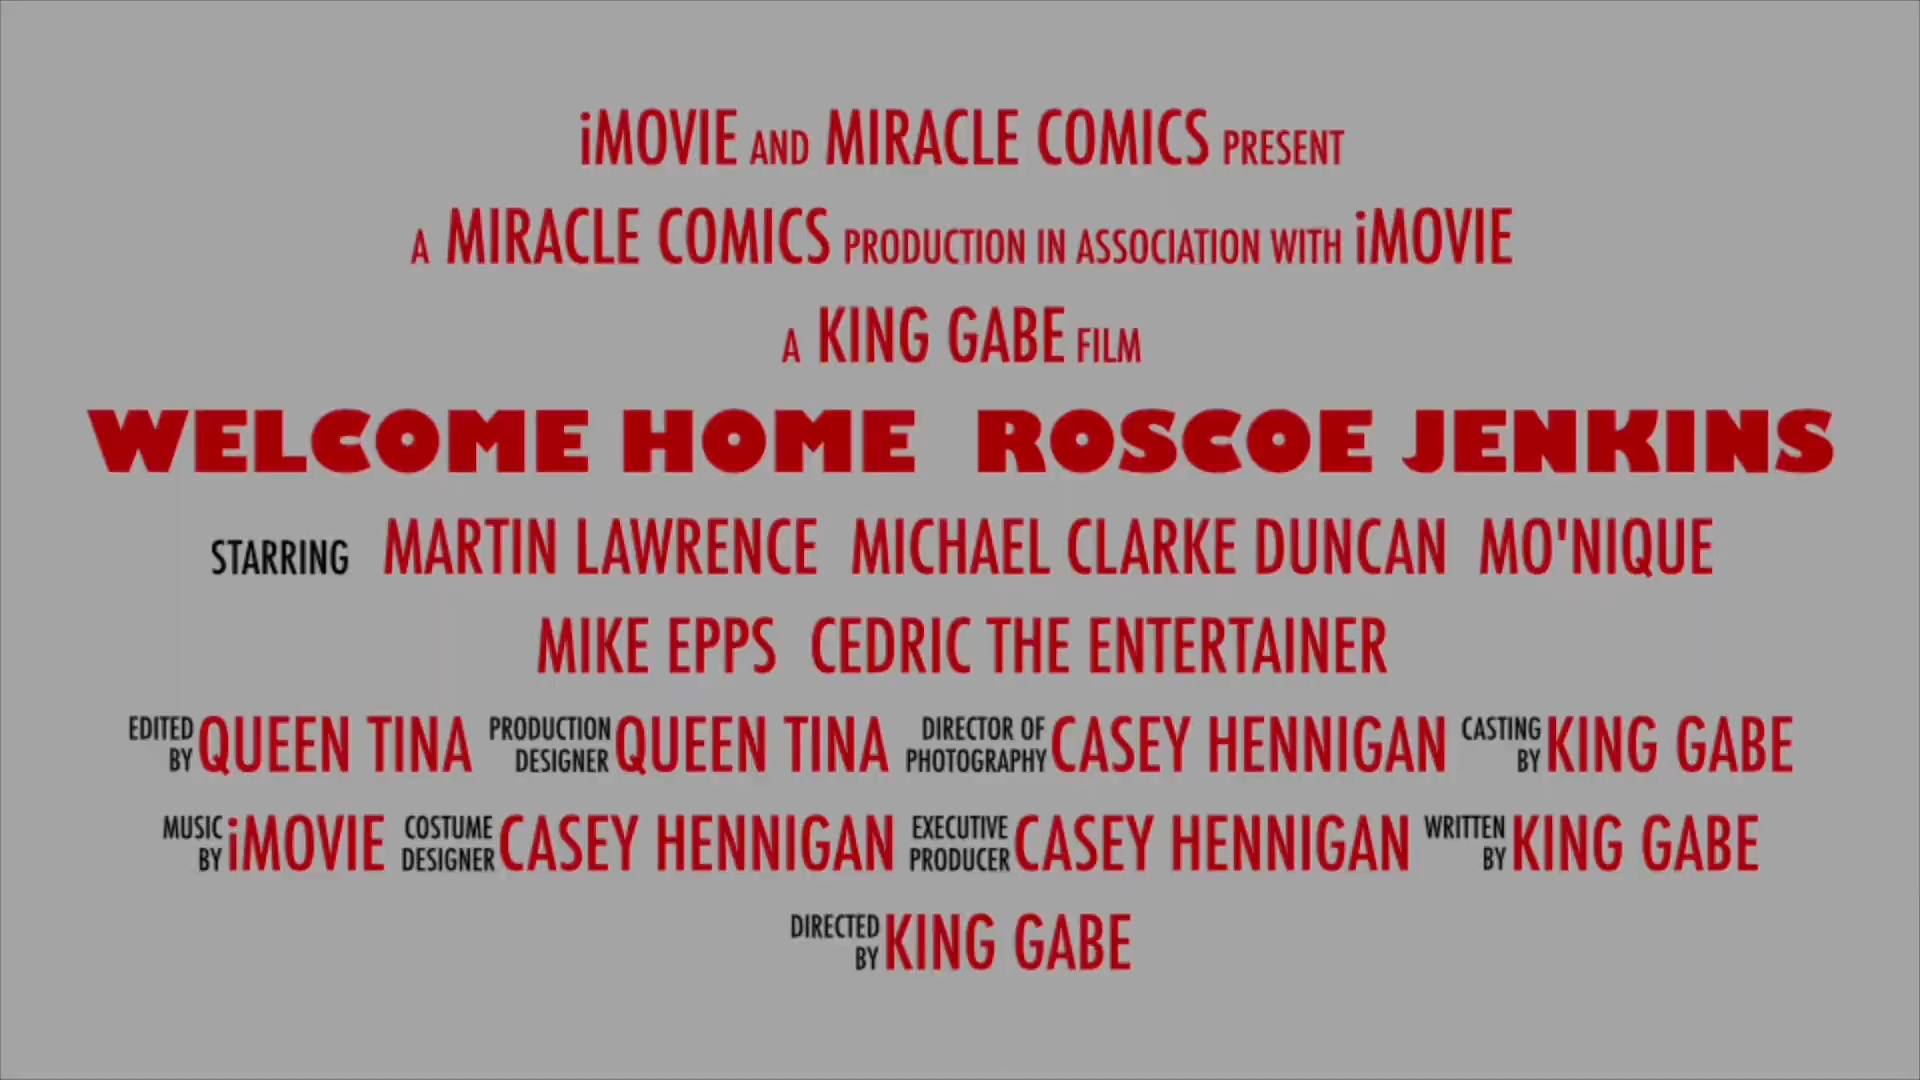 iMOVIE AND MIRACLE COMICS PRESENT
A MIRACLE COMICS PRODUCTION IN ASSOCIATION WITH iMOVIE
A KING GABE FILM
WELCOME HOME ROSCOE JENKINS
STARRING MARTIN LAWRENCE MICHAEL CLARKE DUNCAN MO'NIQUE
MIKE EPPS CEDRIC THE ENTERTAINER
EDITED BY QUEEN TINA PRODUCTION DESIGNER QUEEN TINA DIRECTOR OF PHOTOGRAPHY CASEY HENNIGAN CASTING BY KING GABE
MUSIC BY iMOVIE COSTUME DESIGNER CASEY HENNIGAN EXECUTIVE PRODUCER CASEY HENNIGAN WRITTEN BY KING GABE
DIRECTED BY KING GABE